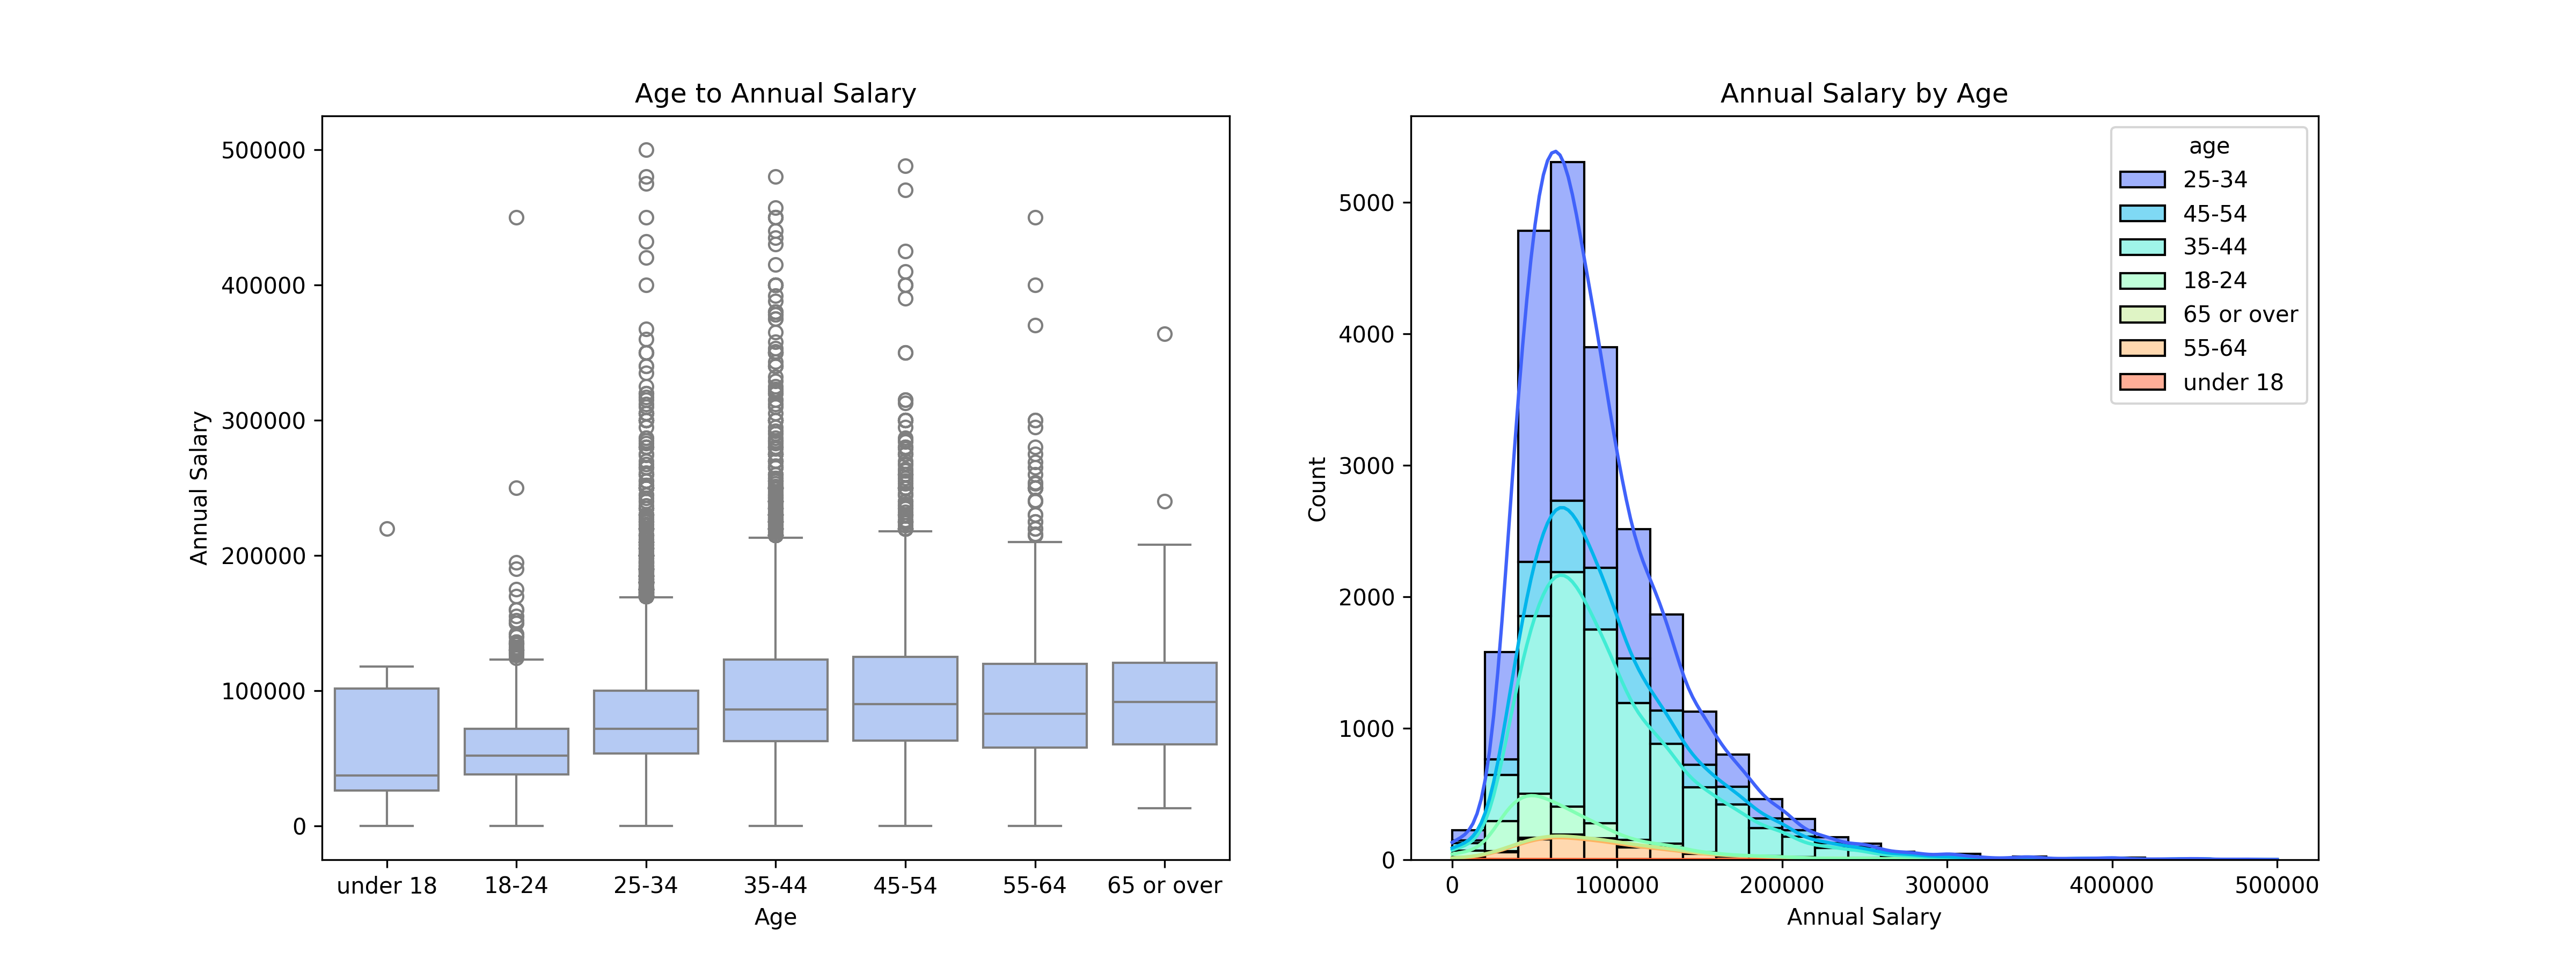 Age to Annual Salary
Annual Salary
500000
400000
300000
200000
100000
0
under 18 18-24 25-34 35-44 45-54 55-64 65 or over
Age
Annual Salary by Age
Count
5000
4000
3000
2000
1000
0
age
25-34
45-54
35-44
18-24
65 or over
55-64
under 18
0 100000 200000 300000 400000 500000
Annual Salary